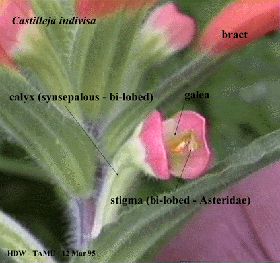 Castilleja indivisa
bract
calyx (synsepalous - bi-lobed)
galea
stigma (bi-lobed - Asteridae)
HDW - TAMU - 12 Mar 95